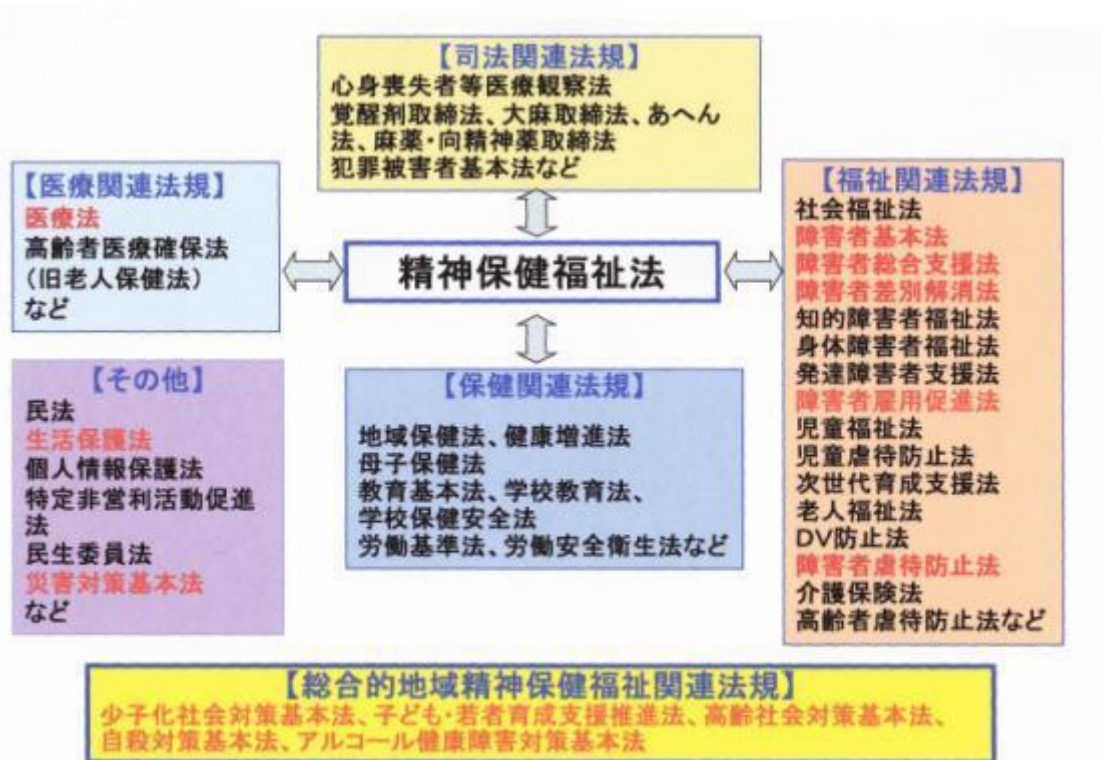 【司法関連法規】
心身喪失者等医療観察法
覚醒剤取締法、大麻取締法、あへん
法、麻薬・向精神薬取締法
犯罪被害者基本法など
【医療関連法規】
医療法
高齢者医療確保法
（旧老人保健法）
など
精神保健福祉法
【福祉関連法規】
社会福祉法
障害者基本法
障害者総合支援法
障害者差別解消法
知的障害者福祉法
身体障害者福祉法
発達障害者支援法
障害者雇用促進法
児童福祉法
児童虐待防止法
次世代育成支援法
老人福祉法
DV防止法
障害者虐待防止法
介護保険法
高齢者虐待防止法など
【その他】
民法
生活保護法
個人情報保護法
特定非営利活動促進
法
民生委員法
災害対策基本法
など
【保健関連法規】
地域保健法、健康増進法
母子保健法
教育基本法、学校教育法、
学校保健安全法
労働基準法、労働安全衛生法など
【総合的地域精神保健福祉関連法規】
少子化社会対策基本法、子ども・若者育成支援推進法、高齢社会対策基本法、
自殺対策基本法、アルコール健康障害対策基本法